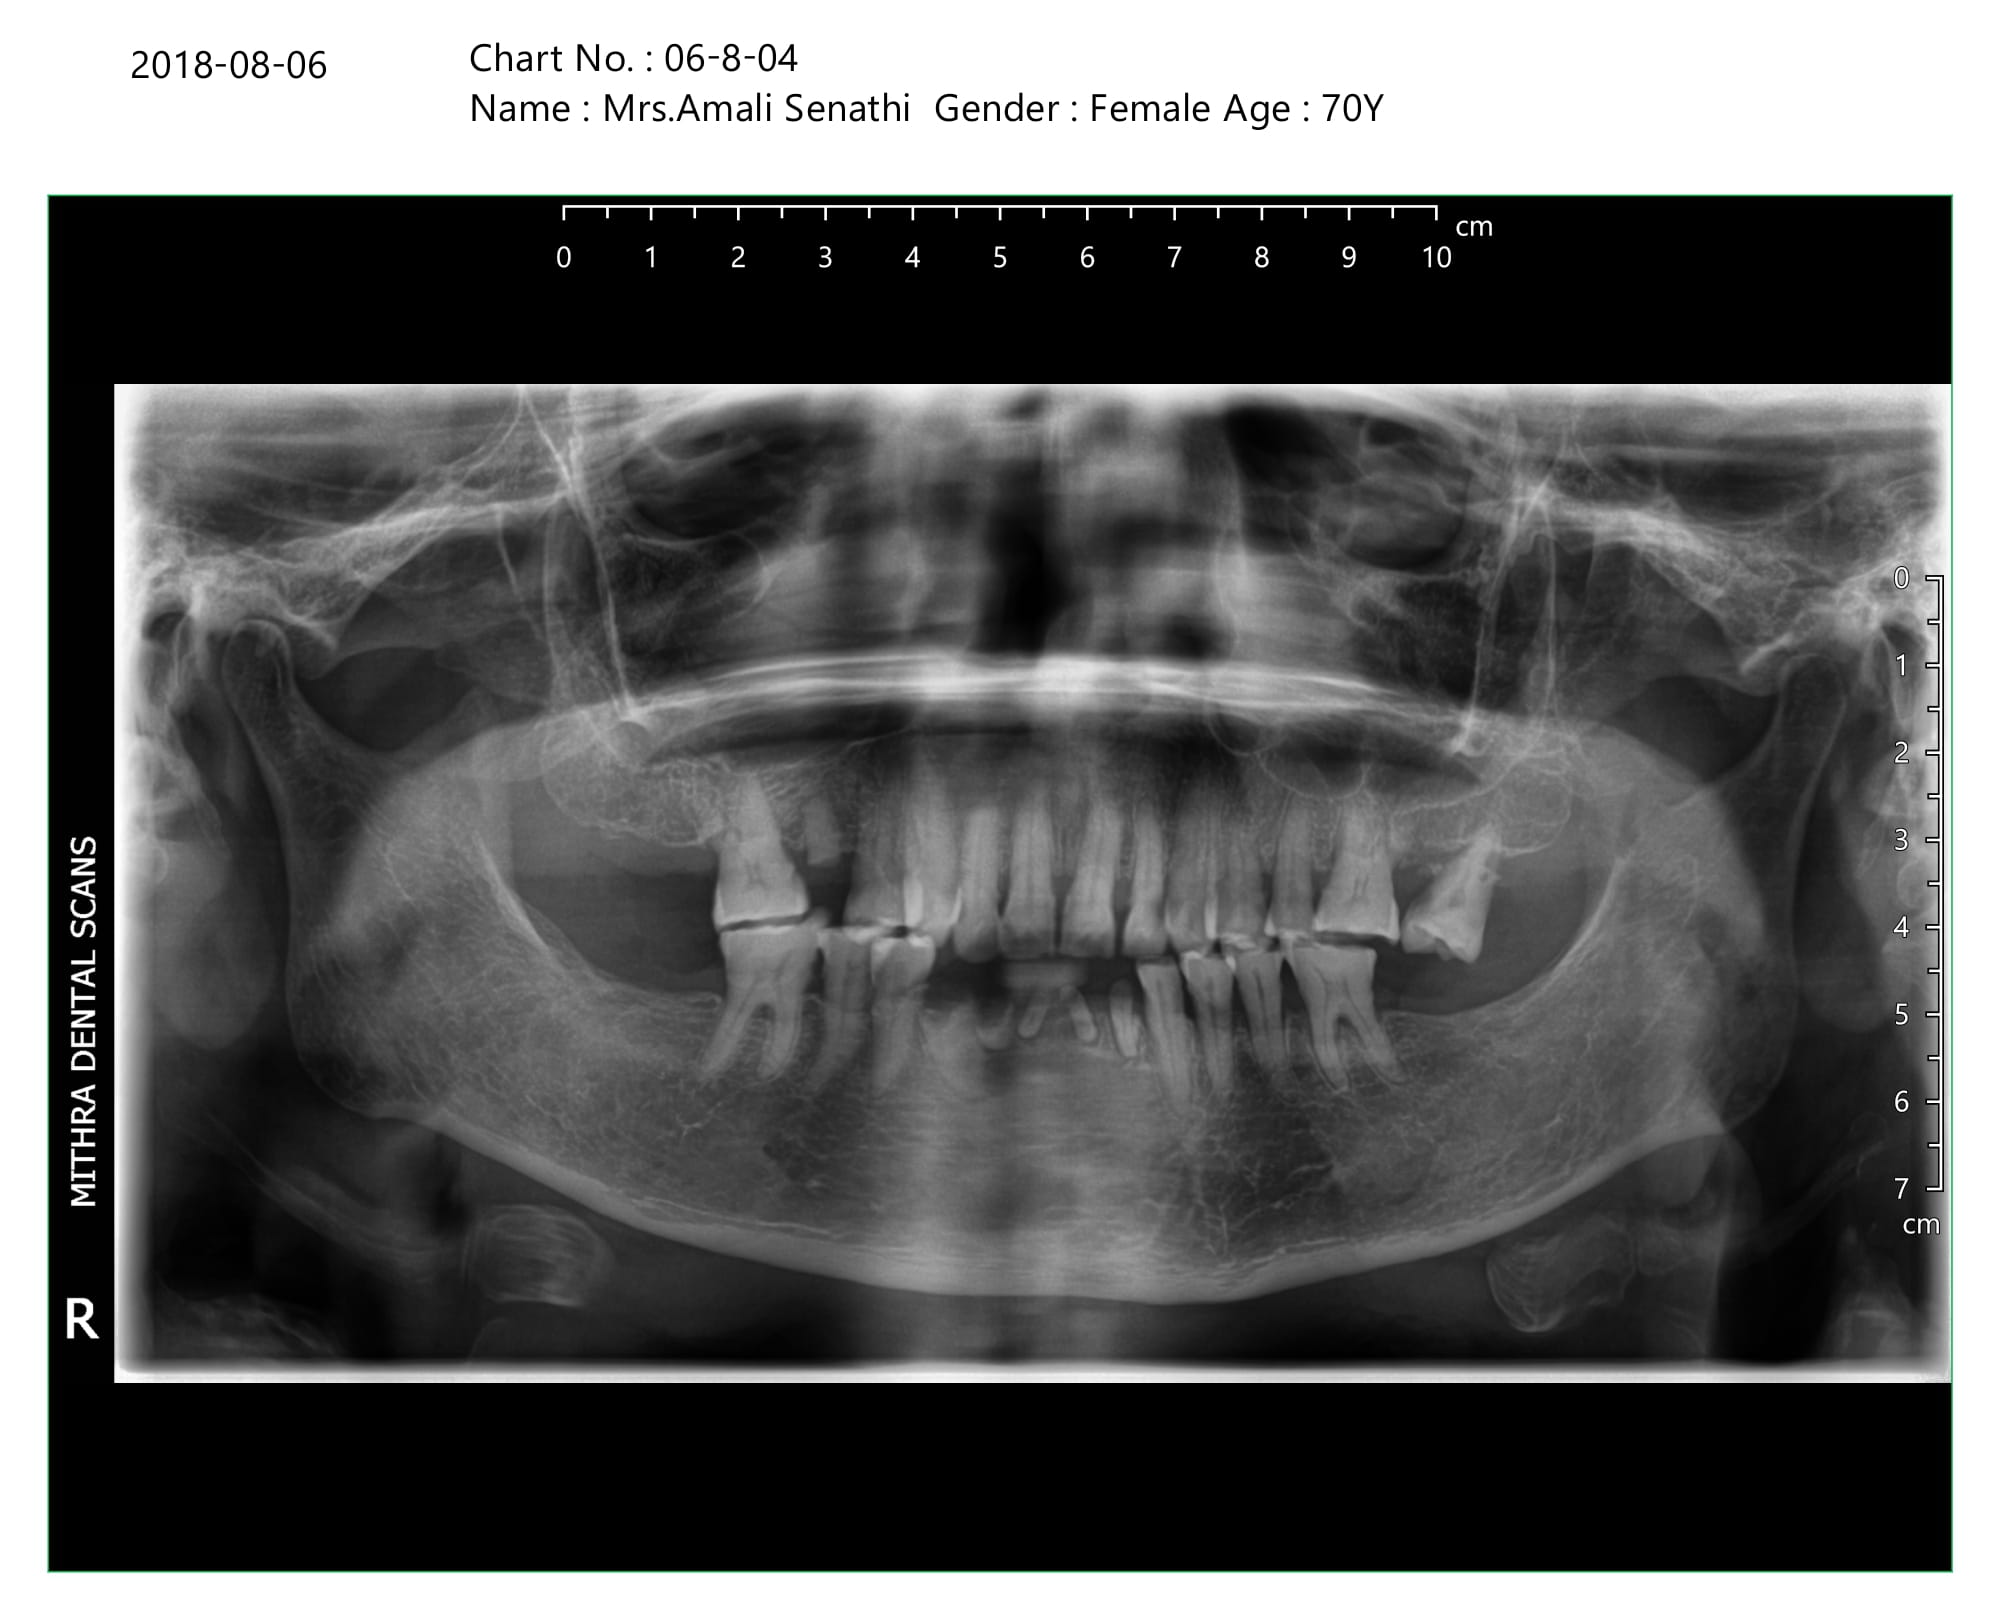 2018-08-06
Chart No. : 06-8-04
Name : Mrs.Amali Senathi Gender : Female Age : 70Y
0 1 2 3 4 5 6 7 8 9 10 cm
0
1
2
3
4
5
6
7
cm
MITHRA DENTAL SCANS
R